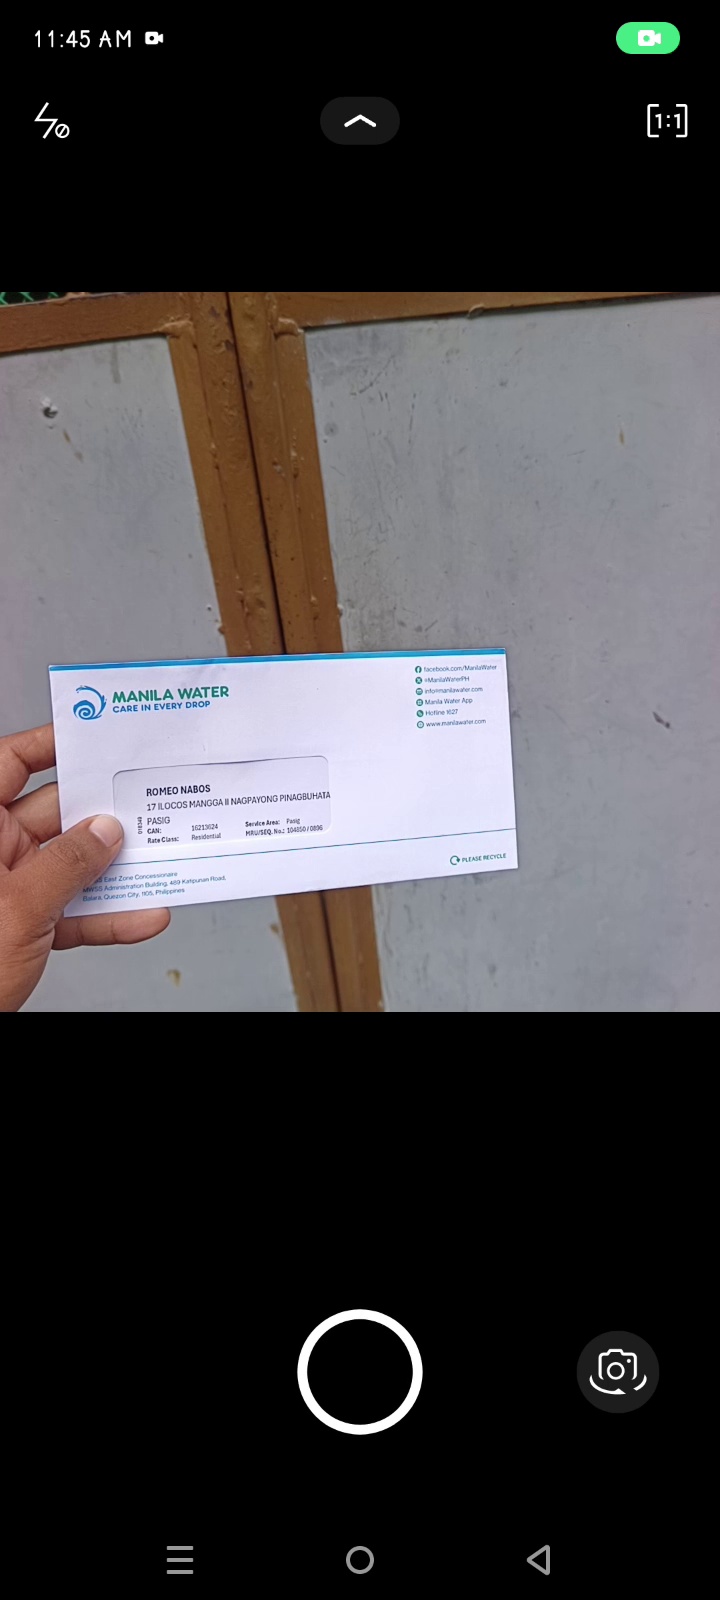 11:45 AM
1:1
MANILA WATER
CARE IN EVERY DROP
facebook.com/ManilaWater
@ManilaWaterPH
info@manilawater.com
Manila Water App
Hotline 1627
www.manilawater.com
ROMEO NABOS
17 ILOCOS MANGGA II NAGPAYONG PINAGBUHATA
PASIG
CAN: 16213624 Service Area: Pasig
Rate Class: Residential MRU/SEQ. No.: 104850 / 0896
PLEASE RECYCLE
East Zone Concessionaire
MWSS Administration Building, 489 Katipunan Road,
Balara, Quezon City, 1105, Philippines